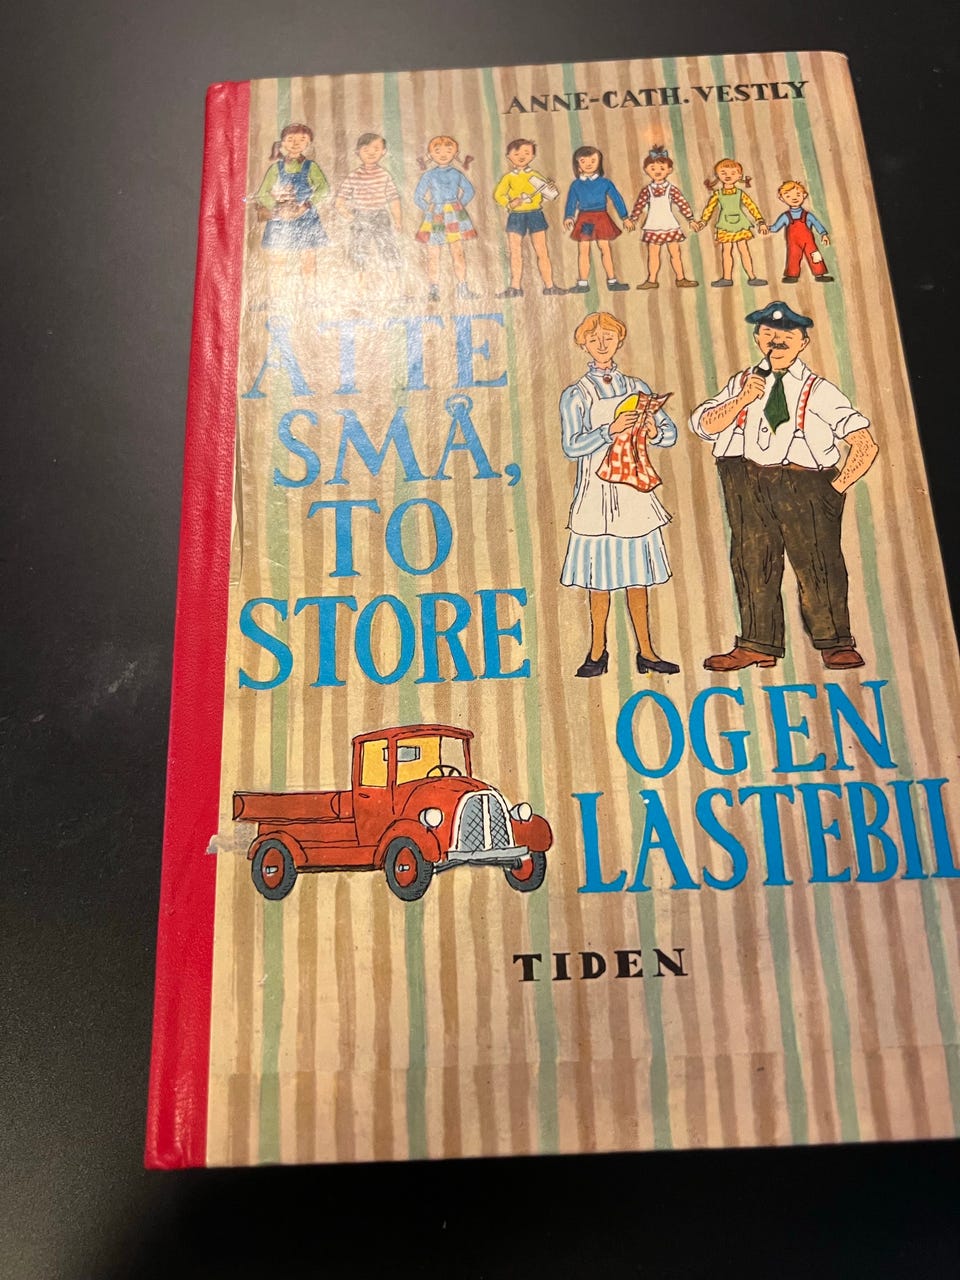 ANNE-CATH. VESTLY
ÅTTE
SMÅ,
TO
STORE
OG EN
LASTEBIL
TIDEN